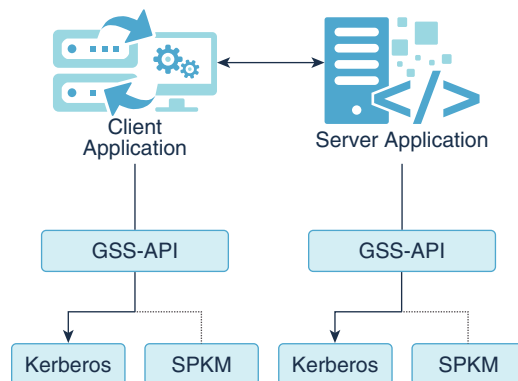 Client
Application
Server Application
GSS-API
GSS-API
Kerberos
SPKM
Kerberos
SPKM